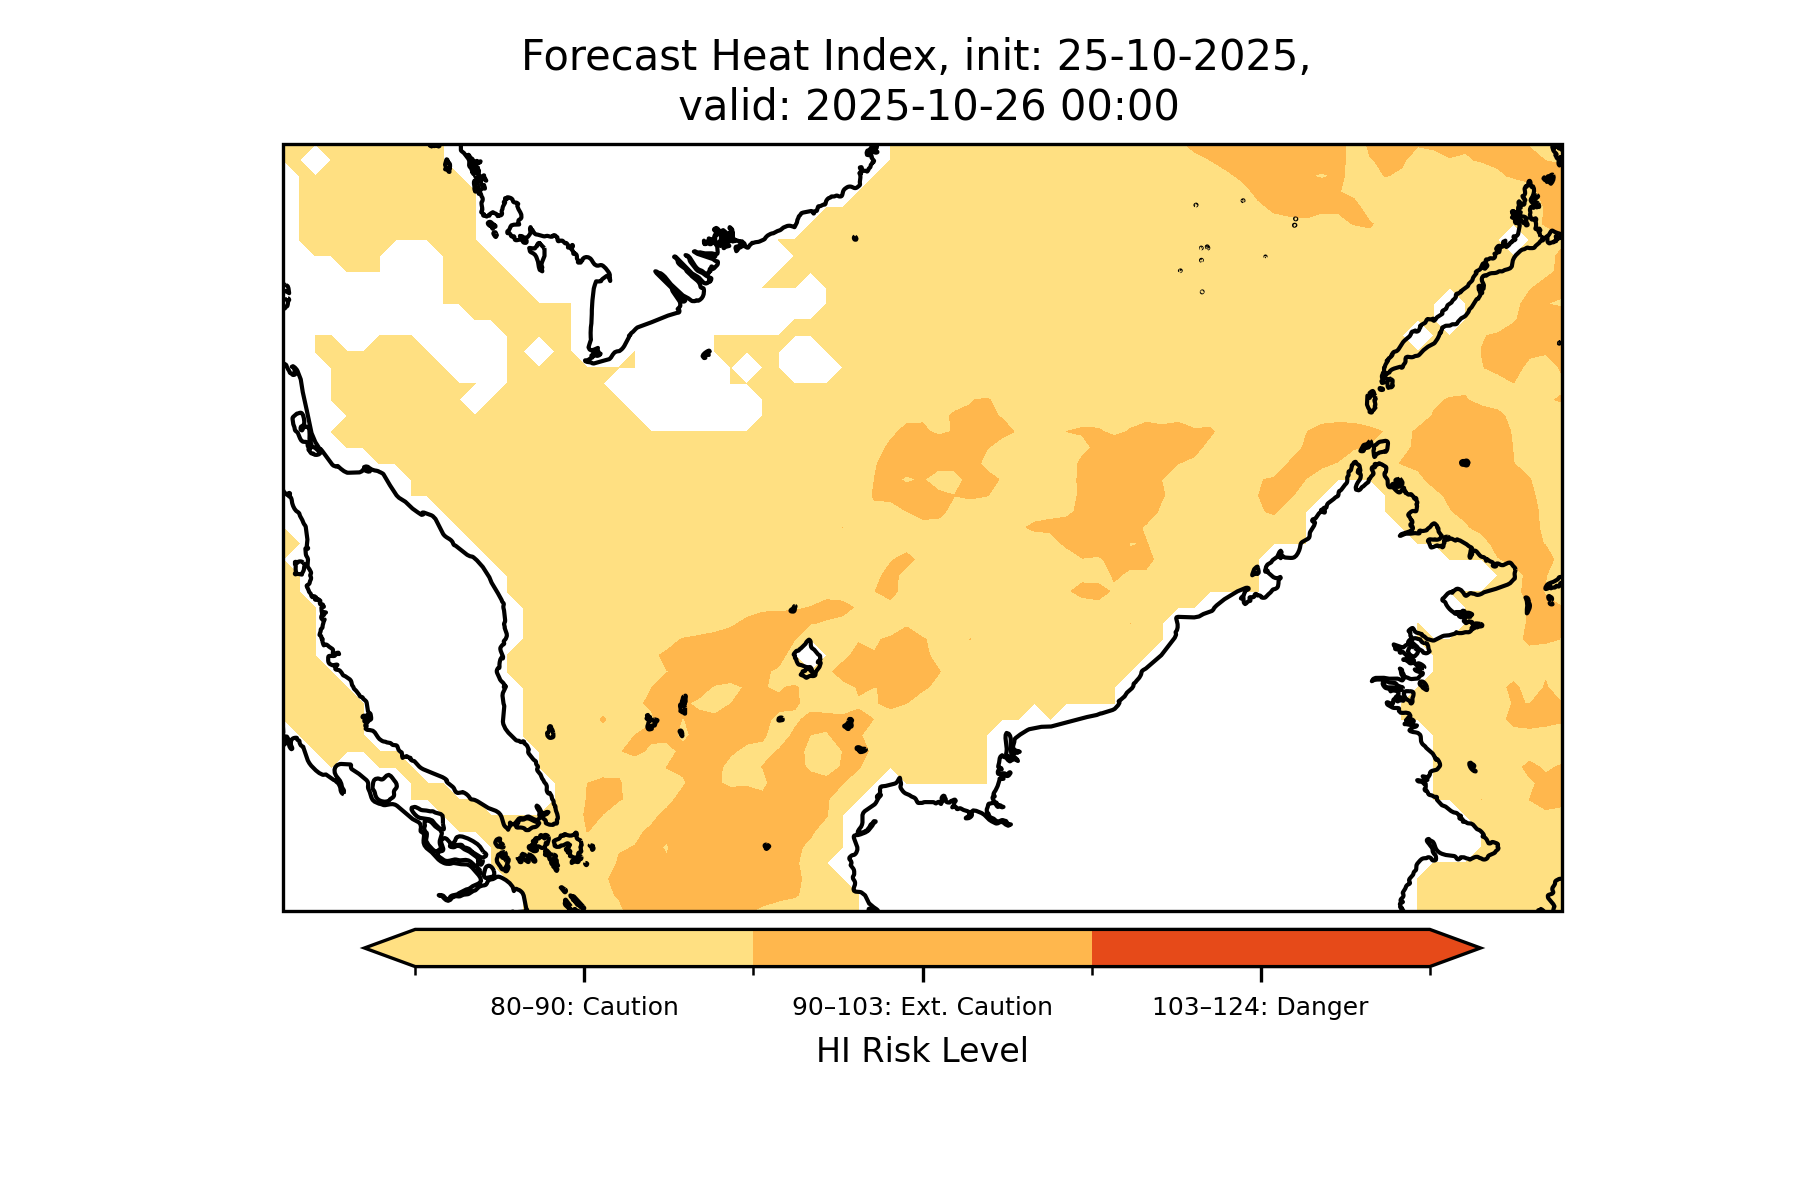 Forecast Heat Index, init: 25-10-2025,
valid: 2025-10-26 00:00
80–90: Caution
90–103: Ext. Caution
103–124: Danger
HI Risk Level